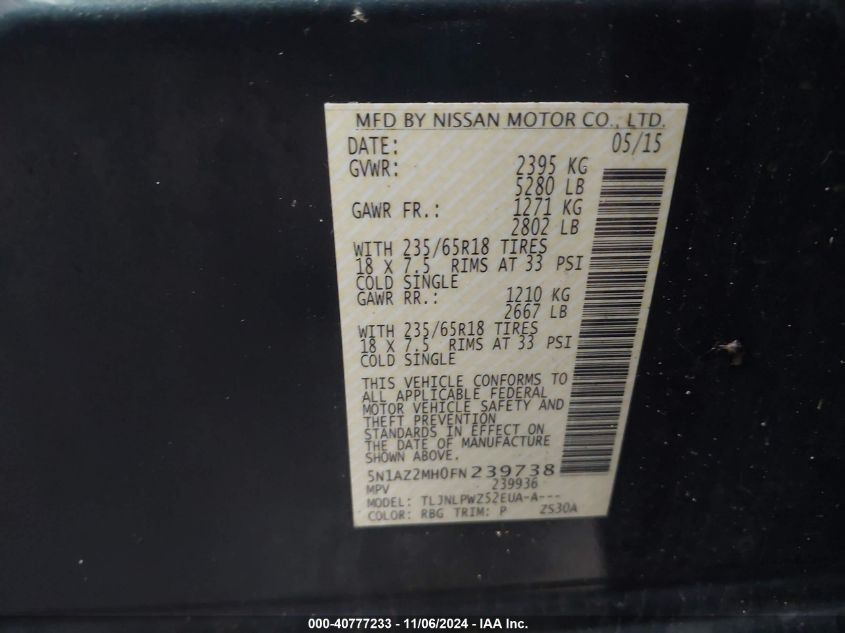 MFD BY NISSAN MOTOR CO., LTD.
DATE: 05/15
GVWR: 2395 KG
5280 LB
GAWR FR.: 1271 KG
2802 LB
WITH 235/65R18 TIRES
18 X 7.5 RIMS AT 33 PSI
COLD SINGLE
GAWR RR.: 1210 KG
2667 LB
WITH 235/65R18 TIRES
18 X 7.5 RIMS AT 33 PSI
COLD SINGLE
THIS VEHICLE CONFORMS TO
ALL APPLICABLE FEDERAL
MOTOR VEHICLE SAFETY AND
THEFT PREVENTION
STANDARDS IN EFFECT ON
THE DATE OF MANUFACTURE
SHOWN ABOVE.
5N1AZ2MH0FN239738
MPV 239936
MODEL: TLJNLPWZ52EUA-A---
COLOR: RBG TRIM: P ZS30A
000-40777233 - 11/06/2024 - IAA Inc.